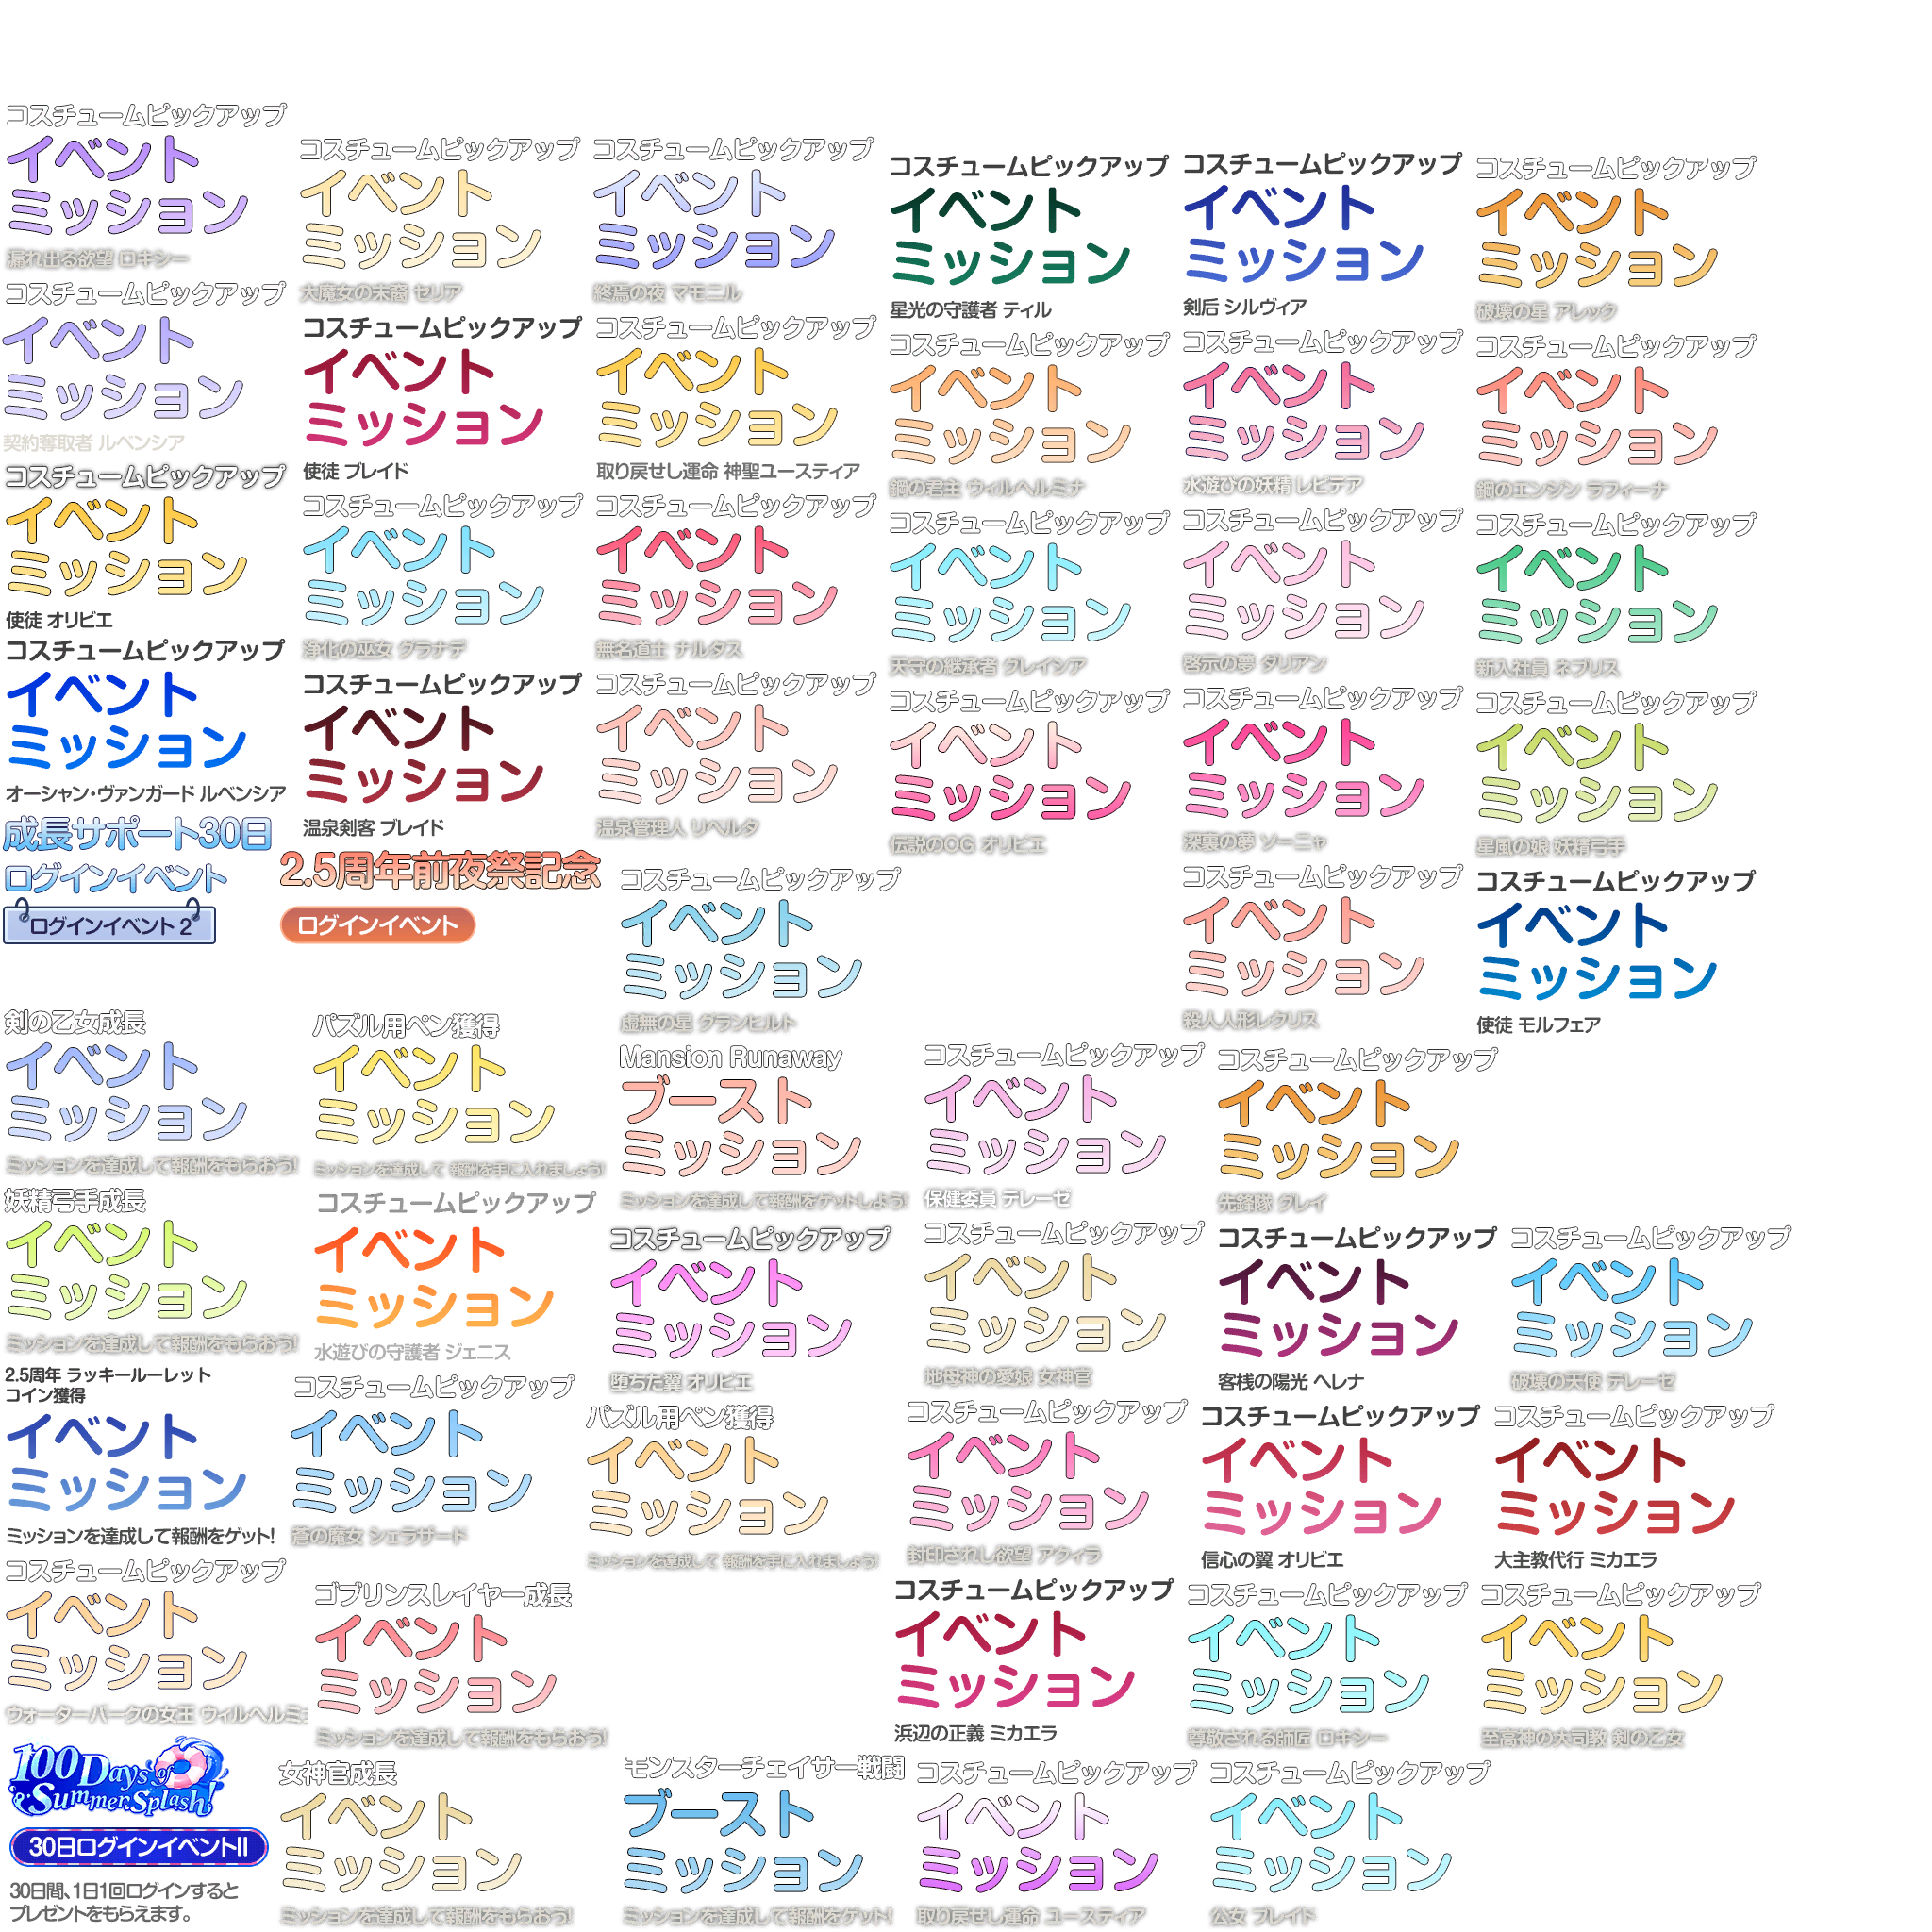 コスチュームピックアップ
イベント
ミッション
漏れ出る欲望 ロキシー
コスチュームピックアップ
イベント
ミッション
契約奪取者 ルベンシア
コスチュームピックアップ
イベント
ミッション
使徒 オリビエ
コスチュームピックアップ
イベント
ミッション
オーシャン・ヴァンガード ルベンシア
成長サポート30日
ログインイベント
ログインイベント 2
コスチュームピックアップ
イベント
ミッション
大魔女の末裔 セリア
コスチュームピックアップ
イベント
ミッション
使徒 ブレイド
コスチュームピックアップ
イベント
ミッション
浄化の巫女 グラナデ
コスチュームピックアップ
イベント
ミッション
温泉剣客 ブレイド
2.5周年前夜祭記念
ログインイベント
コスチュームピックアップ
イベント
ミッション
終焉の夜 マモニル
コスチュームピックアップ
イベント
ミッション
取り戻せし運命 神聖ユースティア
コスチュームピックアップ
イベント
ミッション
無名道士 ナルタス
コスチュームピックアップ
イベント
ミッション
温泉管理人 リベルタ
コスチュームピックアップ
イベント
ミッション
虚無の星 グランヒルト
コスチュームピックアップ
イベント
ミッション
星光の守護者 ティル
コスチュームピックアップ
イベント
ミッション
鋼の君主 ウィルヘルミナ
コスチュームピックアップ
イベント
ミッション
天守の継承者 グレインア
コスチュームピックアップ
イベント
ミッション
伝説のOG オリビエ
コスチュームピックアップ
イベント
ミッション
剣后 シルヴィア
コスチュームピックアップ
イベント
ミッション
水遊びの妖精 レビテア
コスチュームピックアップ
イベント
ミッション
啓示の夢 ダリアン
コスチュームピックアップ
イベント
ミッション
深裏の夢 ソーニャ
コスチュームピックアップ
イベント
ミッション
殺人人形レクリス
コスチュームピックアップ
イベント
ミッション
破壊の星 アレック
コスチュームピックアップ
イベント
ミッション
鋼のエンジン ラフィーナ
コスチュームピックアップ
イベント
ミッション
新入社員 ネブリス
コスチュームピックアップ
イベント
ミッション
星風の娘 妖精弓手
コスチュームピックアップ
イベント
ミッション
使徒 モルフェア
剣の乙女成長
イベント
ミッション
ミッションを達成して報酬をもらおう!
妖精弓手成長
イベント
ミッション
ミッションを達成して報酬をもらおう!
2.5周年 ラッキールーレット
コイン獲得
イベント
ミッション
ミッションを達成して報酬をゲット!
コスチュームピックアップ
イベント
ミッション
ウォーターパークの女王 ウィルヘルミ
100 Days of
Summer Splash!
30日ログインイベントII
30日間、1日1回ログインすると
プレゼントをもらえます。
パズル用ペン獲得
イベント
ミッション
ミッションを達成して 報酬を手に入れましょう!
コスチュームピックアップ
イベント
ミッション
水遊びの守護者 ジェニス
コスチュームピックアップ
イベント
ミッション
蒼の魔女 シェラザード
ゴブリンスレイヤー成長
イベント
ミッション
ミッションを達成して報酬をもらおう!
女神官成長
イベント
ミッション
ミッションを達成して報酬をもらおう!
Mansion Runaway
ブースト
ミッション
ミッションを達成して報酬をゲットしよう!
コスチュームピックアップ
イベント
ミッション
堕ちた翼 オリビエ
パズル用ペン獲得
イベント
ミッション
ミッションを達成して 報酬を手に入れましょう!
モンスターチェイサー戦闘
ブースト
ミッション
ミッションを達成して報酬をゲット!
コスチュームピックアップ
イベント
ミッション
保健委員 テレーゼ
コスチュームピックアップ
イベント
ミッション
地母神の愛娘 女神官
コスチュームピックアップ
イベント
ミッション
封印されし欲望 アクィラ
コスチュームピックアップ
イベント
ミッション
浜辺の正義 ミカエラ
コスチュームピックアップ
イベント
ミッション
取り戻せし運命 ユースティア
コスチュームピックアップ
イベント
ミッション
先鋒隊 グレイ
コスチュームピックアップ
イベント
ミッション
客桟の陽光 ヘレナ
コスチュームピックアップ
イベント
ミッション
信心の翼 オリビエ
コスチュームピックアップ
イベント
ミッション
尊敬される師匠 ロキシー
コスチュームピックアップ
イベント
ミッション
公女 ブレイド
コスチュームピックアップ
イベント
ミッション
破壊の天使 テレーゼ
コスチュームピックアップ
イベント
ミッション
大主教代行 ミカエラ
コスチュームピックアップ
イベント
ミッション
至高神の大司教 剣の乙女